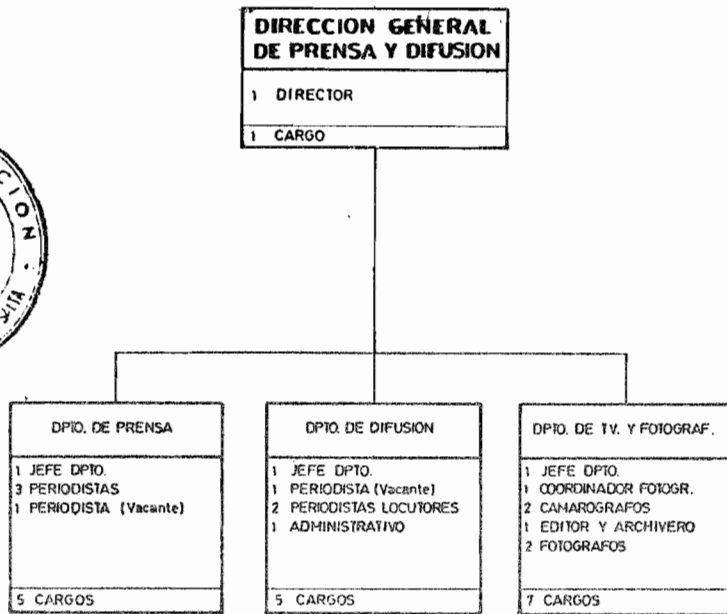 DIRECCION GENERAL
DE PRENSA Y DIFUSION
1 DIRECTOR
1 CARGO
CION
SALTA
DPTO. DE PRENSA
1 JEFE DPTO.
3 PERIODISTAS
1 PERIODISTA (Vacante)
5 CARGOS
DPTO. DE DIFUSION
1 JEFE DPTO.
1 PERIODISTA (Vacante)
2 PERIODISTAS LOCUTORES
1 ADMINISTRATIVO
5 CARGOS
DPTO. DE TV. Y FOTOGRAF.
1 JEFE DPTO.
1 COORDINADOR FOTOGR.
2 CAMAROGRAFOS
1 EDITOR Y ARCHIVERO
2 FOTOGRAFOS
7 CARGOS